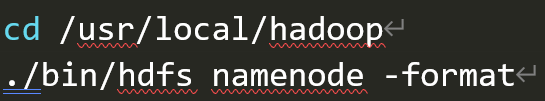 cd /usr/local/hadoop
./bin/hdfs namenode -format